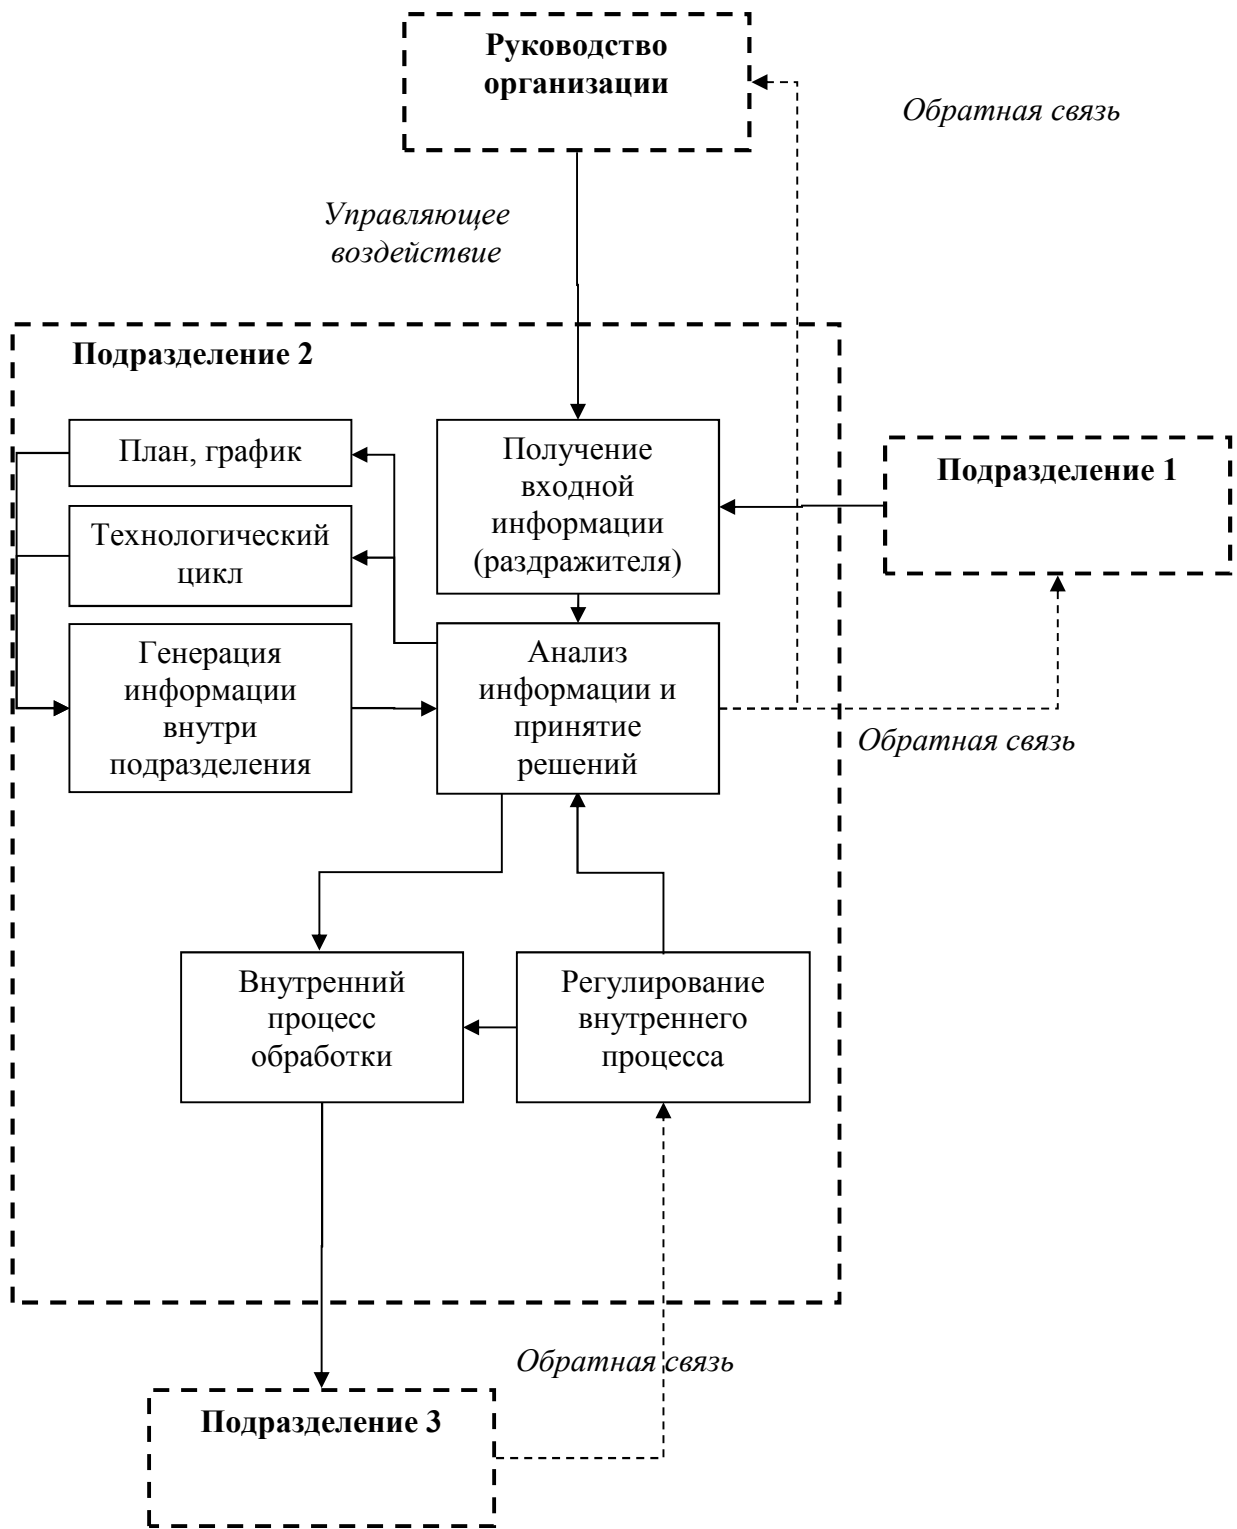 Руководство
организации
Обратная связь
Управляющее
воздействие
Подразделение 2
План, график
Получение
входной
информации
(раздражителя)
Подразделение 1
Технологический
цикл
Генерация
информации
внутри
подразделения
Анализ
информации и
принятие
решений
Обратная связь
Внутренний
процесс
обработки
Регулирование
внутреннего
процесса
Обратная связь
Подразделение 3